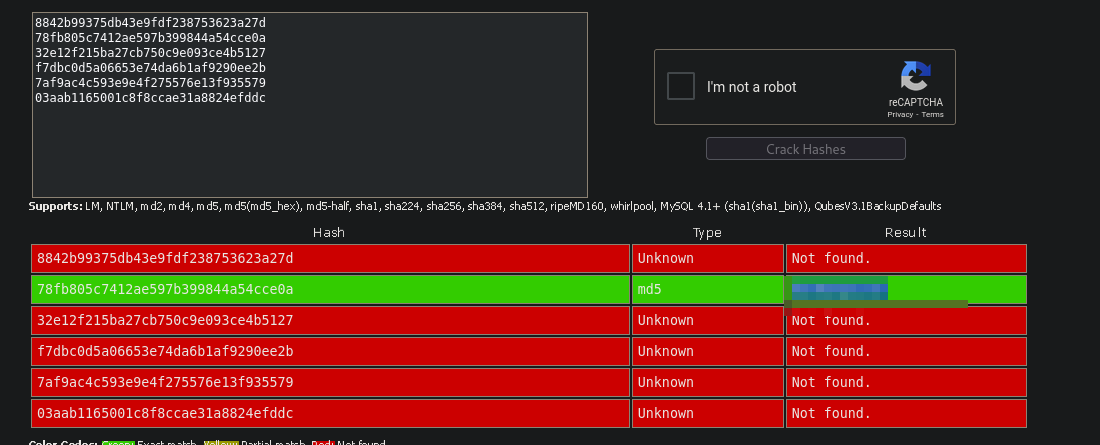 8842b99375db43e9fdf238753623a27d
78fb805c7412ae597b399844a54cce0a
32e12f215ba27cb750c9e093ce4b5127
f7dbc0d5a06653e74da6b1af9290ee2b
7af9ac4c593e9e4f275576e13f935579
03aab1165001c8f8ccae31a8824efddc
I'm not a robot
reCAPTCHA
Privacy - Terms
Crack Hashes
Supports: LM, NTLM, md2, md4, md5, md5(md5_hex), md5-half, sha1, sha224, sha256, sha384, sha512, ripeMD160, whirlpool, MySQL 4.1+ (sha1(sha1_bin)), QubesV3.1BackupDefaults
Hash Type Result
8842b99375db43e9fdf238753623a27d Unknown Not found.
78fb805c7412ae597b399844a54cce0a md5
32e12f215ba27cb750c9e093ce4b5127 Unknown Not found.
f7dbc0d5a06653e74da6b1af9290ee2b Unknown Not found.
7af9ac4c593e9e4f275576e13f935579 Unknown Not found.
03aab1165001c8f8ccae31a8824efddc Unknown Not found.
Color Codes: Green: Exact match, Yellow: Partial match, Red: Not found.